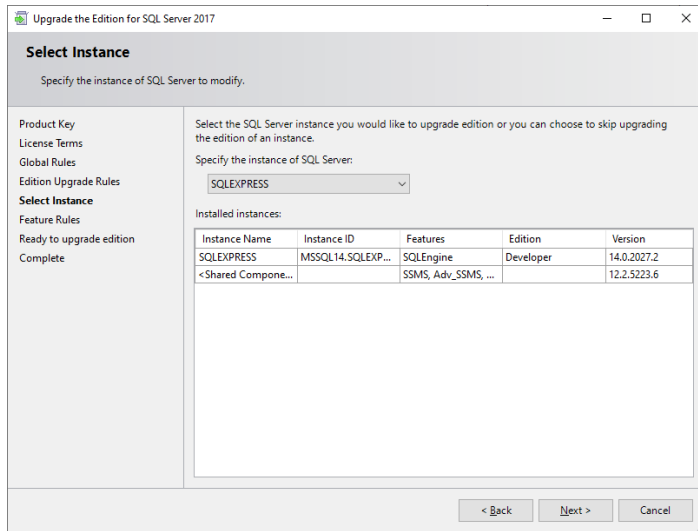 Upgrade the Edition for SQL Server 2017
Select Instance
Specify the instance of SQL Server to modify.
Product Key
License Terms
Global Rules
Edition Upgrade Rules
Select Instance
Feature Rules
Ready to upgrade edition
Complete
Select the SQL Server instance you would like to upgrade edition or you can choose to skip upgrading
the edition of an instance.
Specify the instance of SQL Server:
SQLEXPRESS
Installed instances:
Instance Name Instance ID Features Edition Version
SQLEXPRESS MSSQL14.SQLEXP... SQLEngine Developer 14.0.2027.2
<Shared Compone... SSMS, Adv_SSMS, ... 12.2.5223.6
< Back Next > Cancel